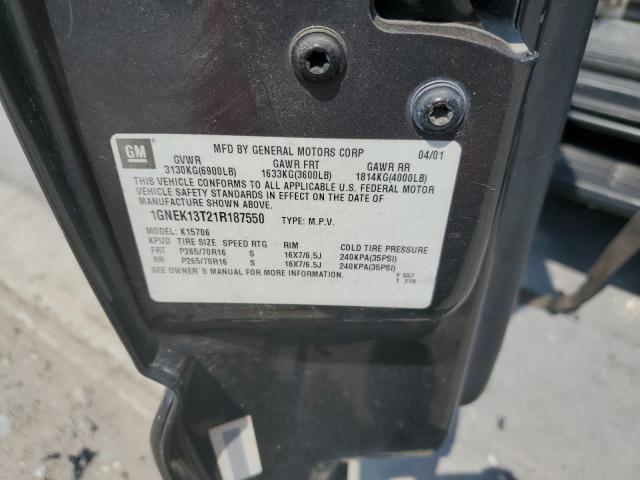 GM
MFD BY GENERAL MOTORS CORP 04/01
GVWR GAWR FRT GAWR RR
3130KG(6900LB) 1633KG(3600LB) 1814KG(4000LB)
THIS VEHICLE CONFORMS TO ALL APPLICABLE U.S. FEDERAL MOTOR
VEHICLE SAFETY STANDARDS IN EFFECT ON THE DATE OF
MANUFACTURE SHOWN ABOVE.
1GNEK13T21R187550 TYPE: M.P.V.
MODEL: K15706
KPUD TIRE SIZE SPEED RTG RIM COLD TIRE PRESSURE
FRT P265/70R16 S 16X7/6.5J 240KPA(35PSI)
RR P265/70R16 S 16X7/6.5J 240KPA(35PSI)
SEE OWNER'S MANUAL FOR MORE INFORMATION. F 557
T 219